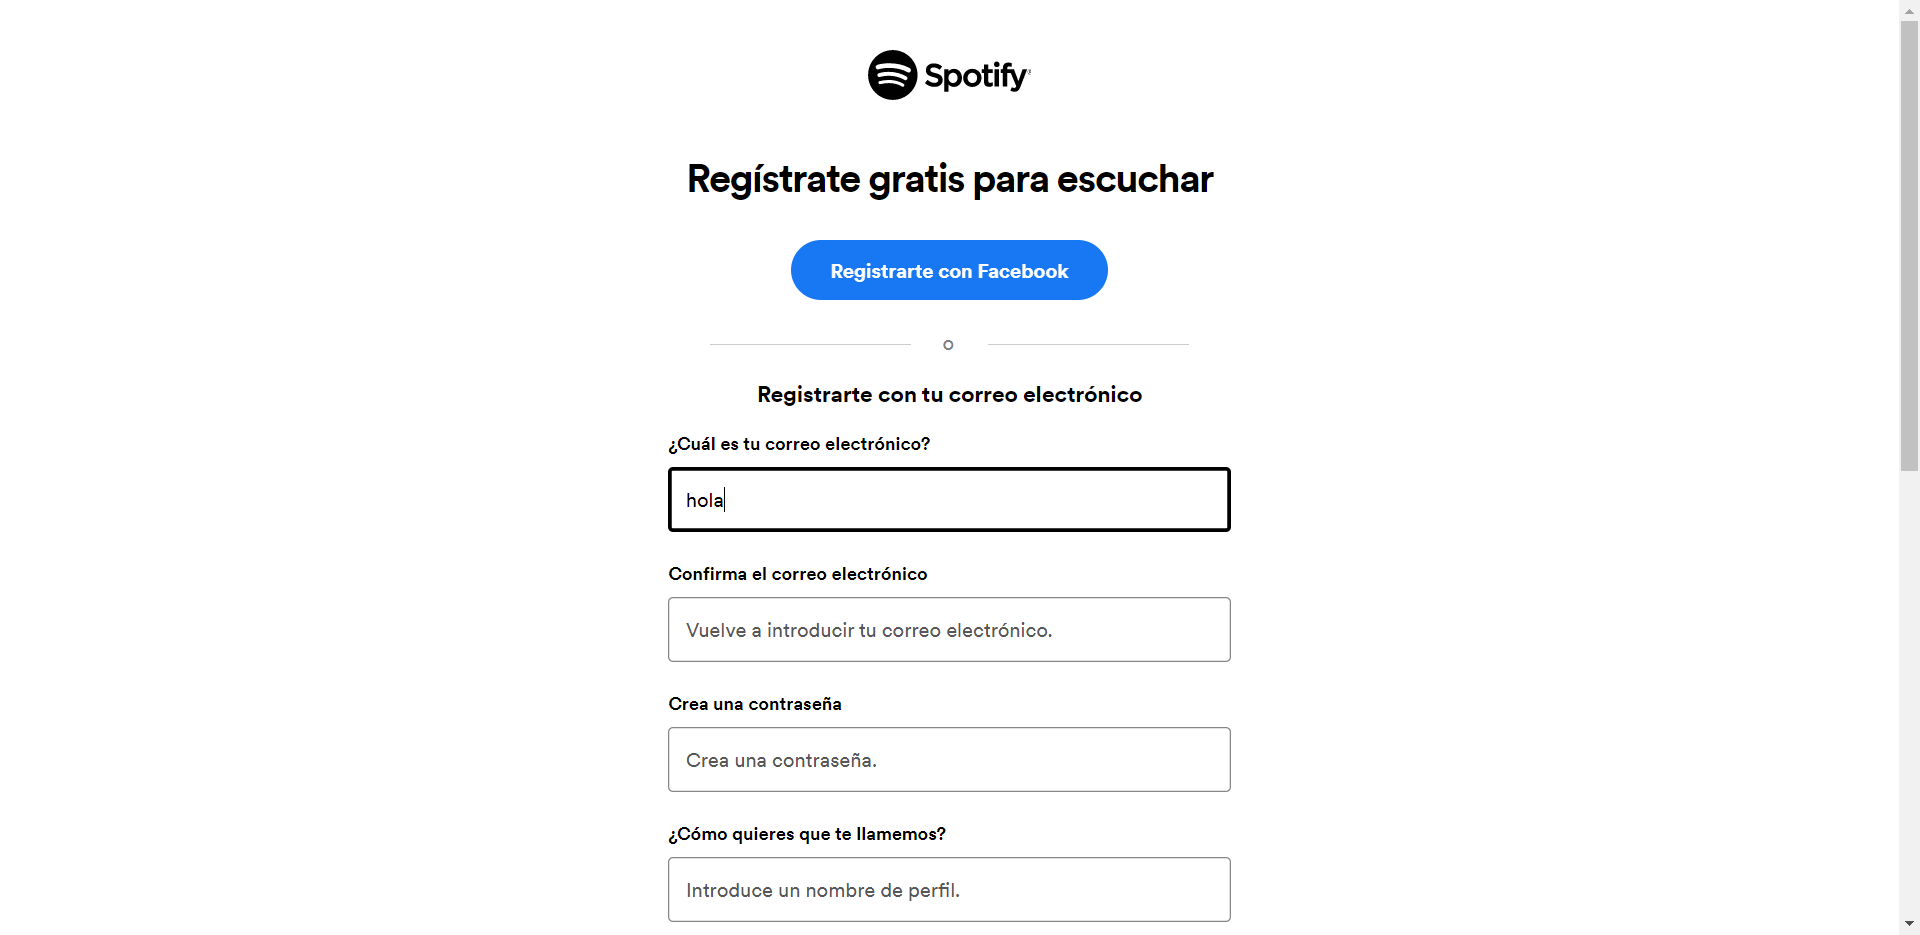 Spotify
Regístrate gratis para escuchar
Registrarte con Facebook
o
Registrarte con tu correo electrónico
¿Cuál es tu correo electrónico?
hola
Confirma el correo electrónico
Vuelve a introducir tu correo electrónico.
Crea una contraseña
Crea una contraseña.
¿Cómo quieres que te llamemos?
Introduce un nombre de perfil.